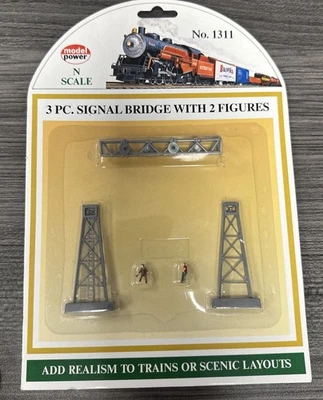 No. 1311
model
power
N
SCALE
3 PC. SIGNAL BRIDGE WITH 2 FIGURES
ADD REALISM TO TRAINS OR SCENIC LAYOUTS